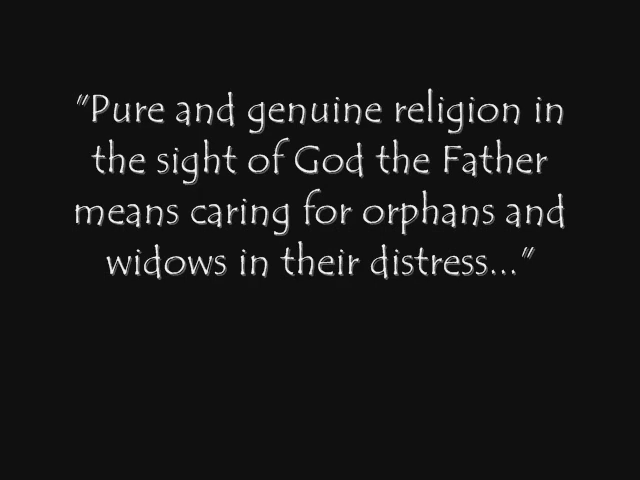 "Pure and genuine religion in
the sight of God the Father
means caring for orphans and
widows in their distress..."